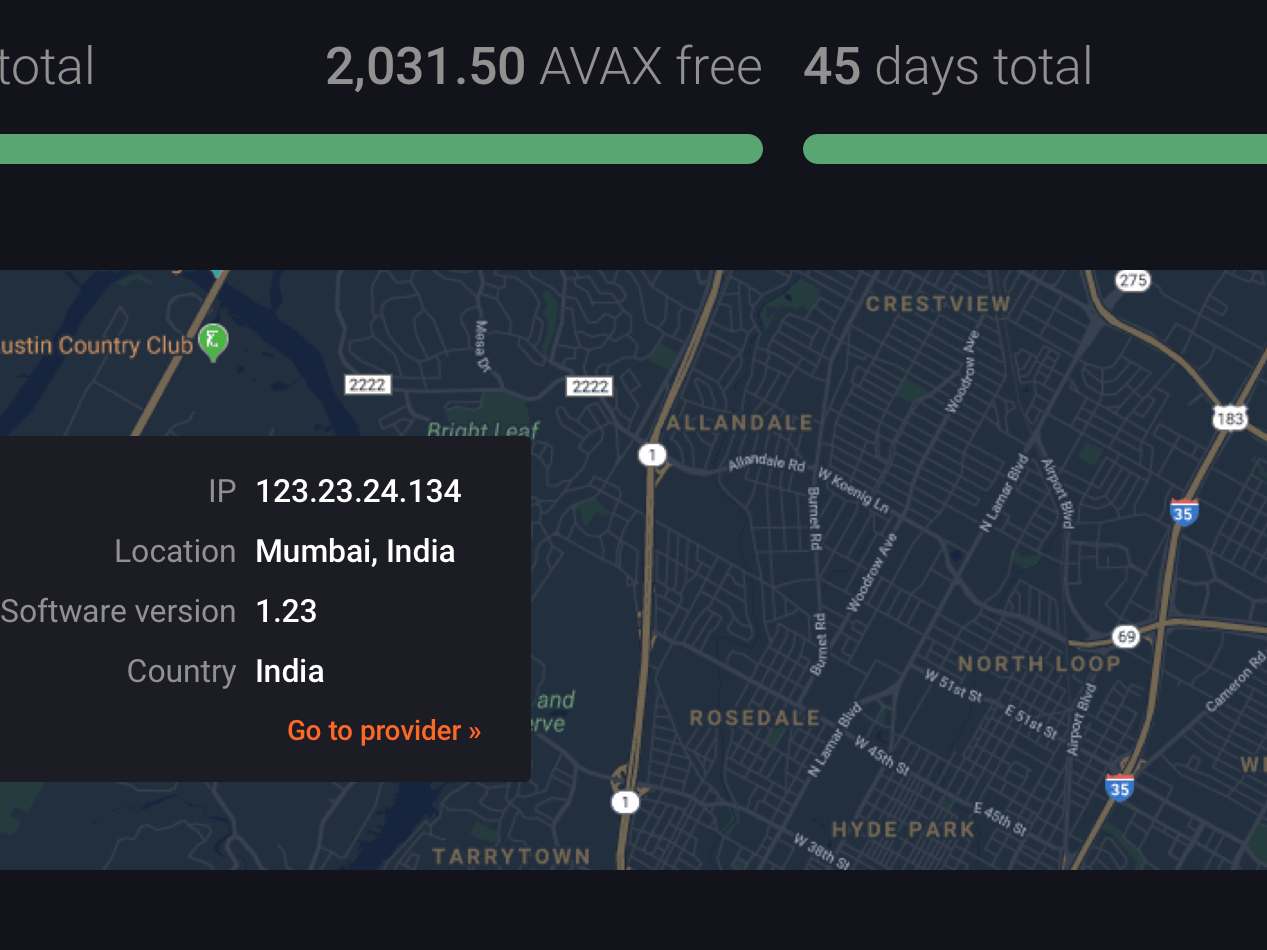 total
2,031.50 AVAX free
45 days total
275
CRESTVIEW
ustin Country Club
Mesa Dr
Woodrow Ave
2222
2222
183
ALLANDALE
Bright Leaf
1
Allandale Rd
W Koenig Ln
N Lamar Blvd
Airport Blvd
IP 123.23.24.134
Burnet Rd
35
Location Mumbai, India
Woodrow Ave
Software version 1.23
Burnet Rd
69
Country India
NORTH LOOP
Cameron Rd
W 51st St
and
erve
ROSEDALE
E 51st St
Airport Blvd
Go to provider »
N Lamar Blvd
W 45th St
35
1
E 45th St
HYDE PARK
W 38th St
TARRYTOWN